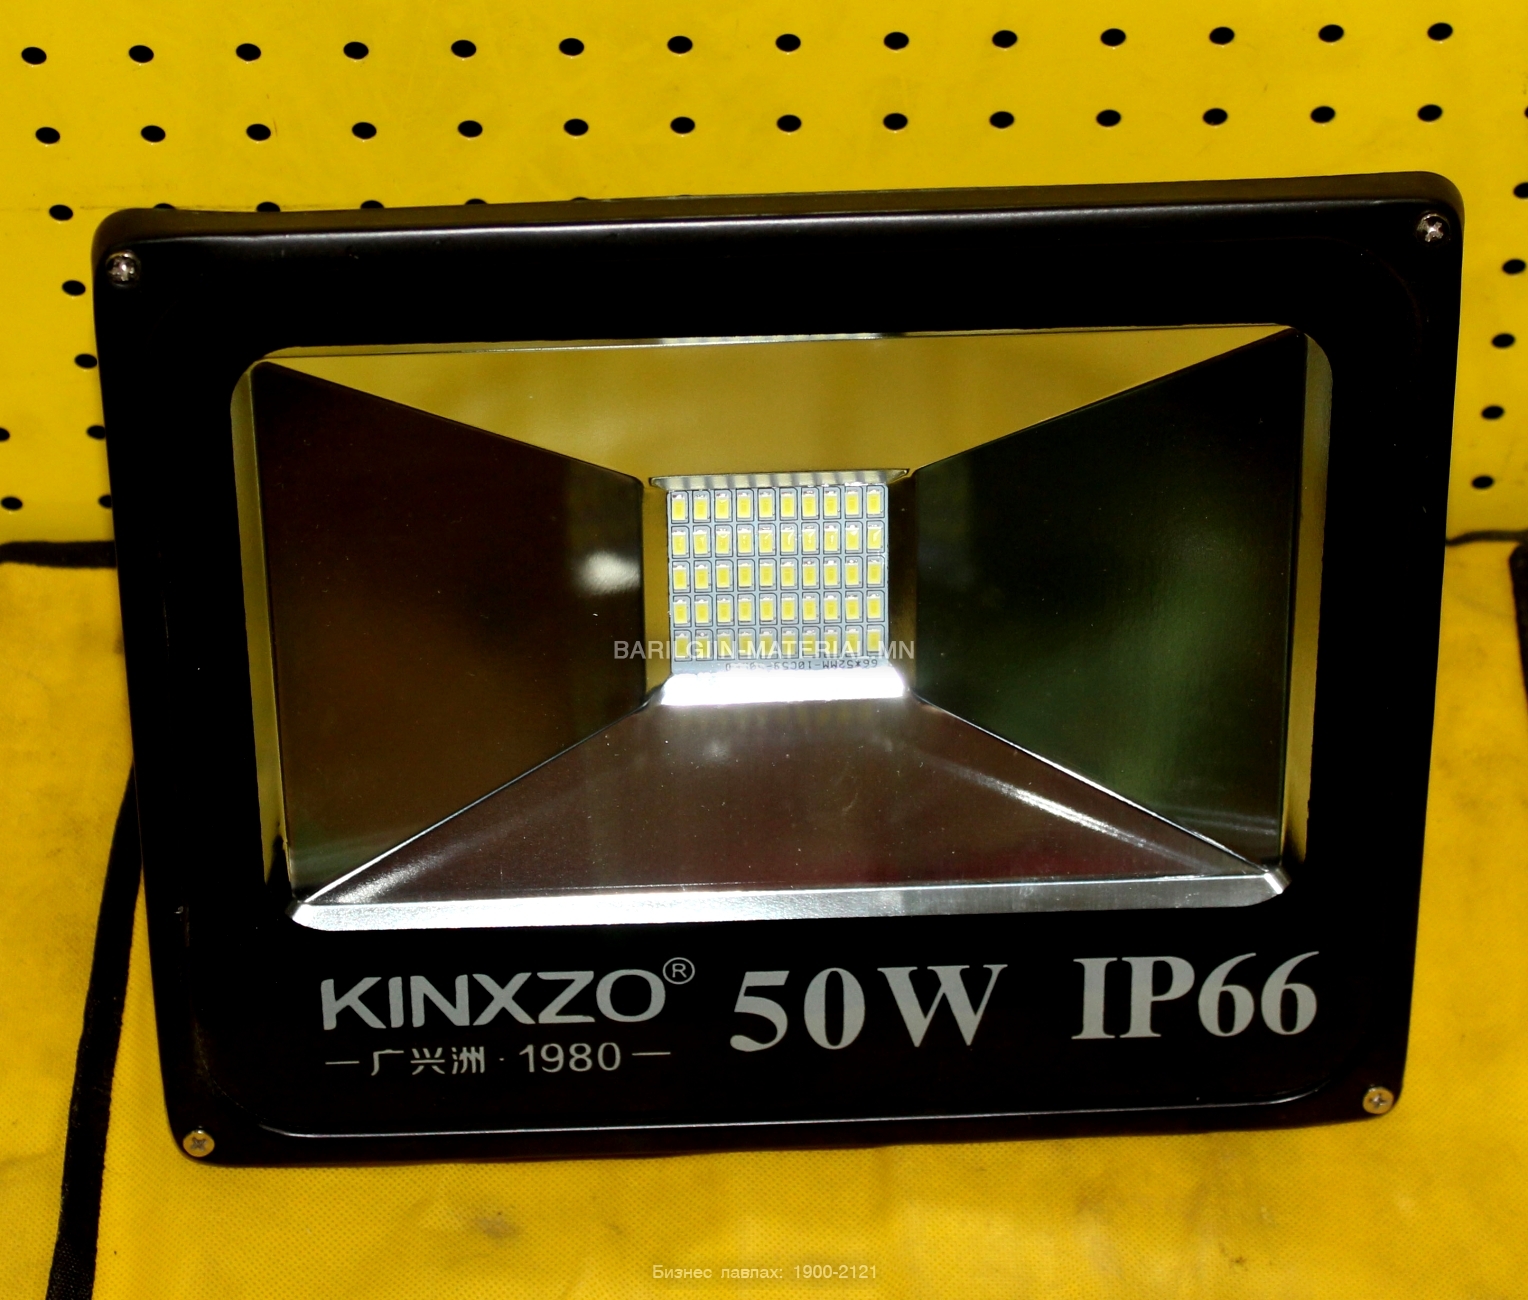 BARILGIIN-MATERIAL.MN
KINXZO® 50W IP66
— 广兴洲 · 1980 —
Бизнес лавлах: 1900-2121